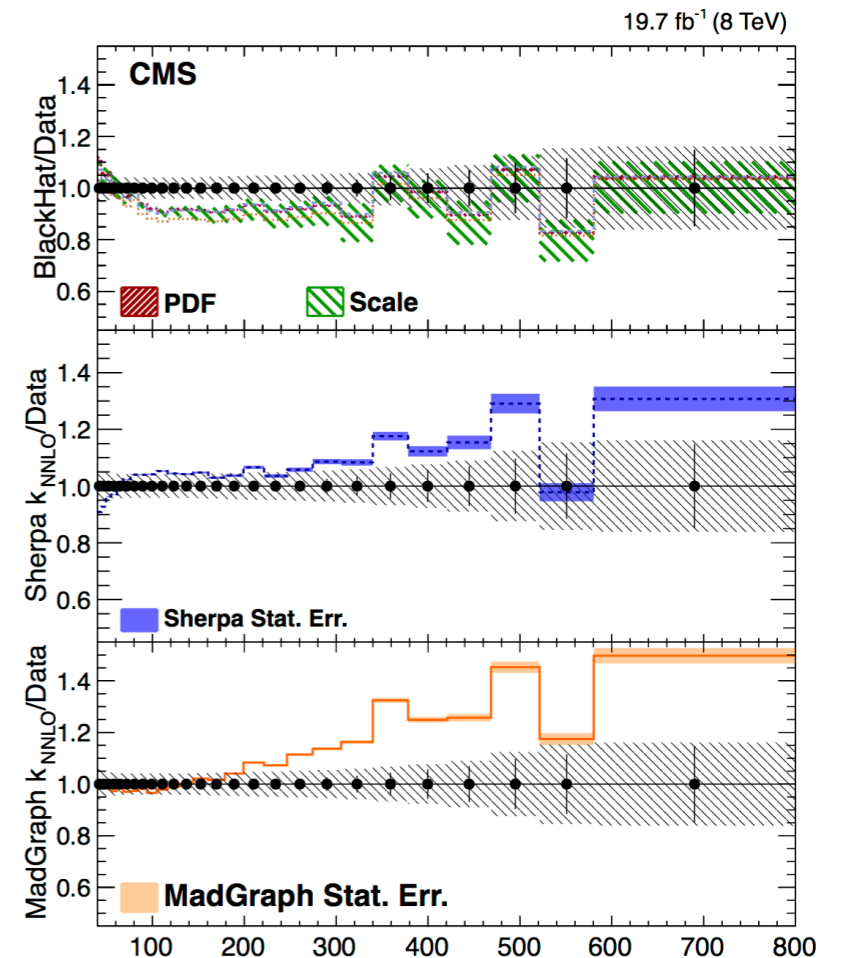 19.7 fb⁻¹ (8 TeV)
CMS
BlackHat/Data
1.4
1.2
1.0
0.8
0.6
PDF
Scale
Sherpa k_NNLO/Data
1.4
1.2
1.0
0.8
0.6
Sherpa Stat. Err.
MadGraph k_NNLO/Data
1.4
1.2
1.0
0.8
0.6
MadGraph Stat. Err.
100 200 300 400 500 600 700 800